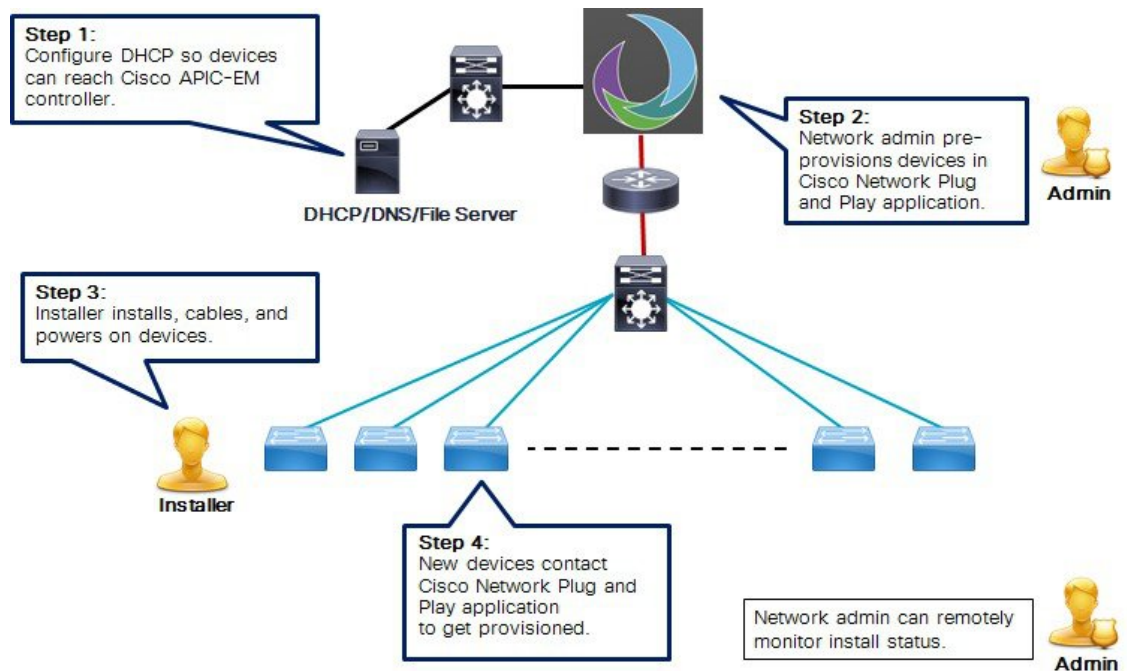 Step 1:
Configure DHCP so devices
can reach Cisco APIC-EM
controller.
Step 2:
Network admin pre-
provisions devices in
Cisco Network Plug
and Play application.
Admin
DHCP/DNS/File Server
Step 3:
Installer installs, cables, and
powers on devices.
Installer
Step 4:
New devices contact
Cisco Network Plug and
Play application
to get provisioned.
Network admin can remotely
monitor install status.
Admin